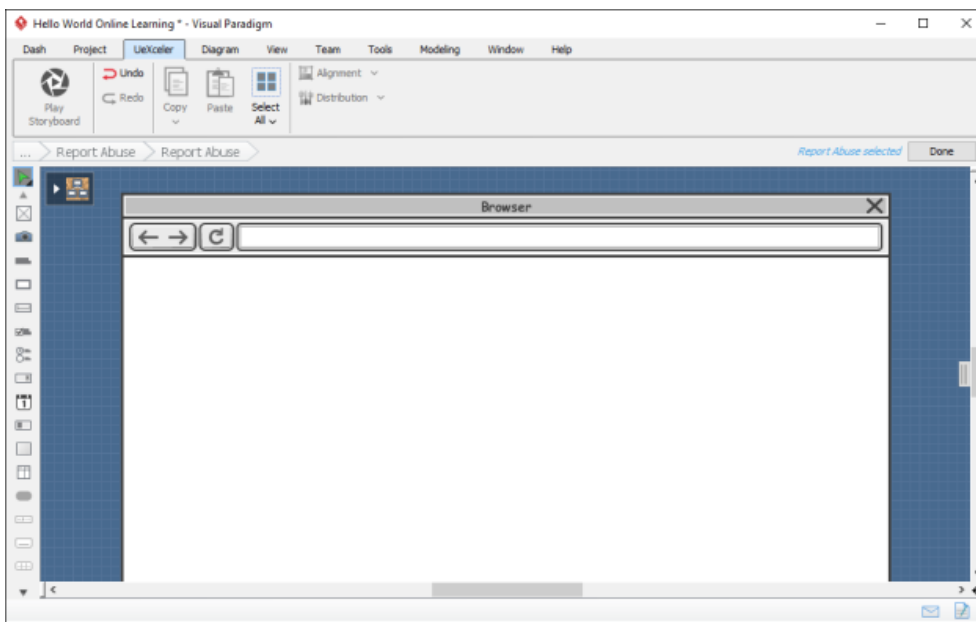 Hello World Online Learning * - Visual Paradigm
Dash Project UeXceler Diagram View Team Tools Modeling Window Help
Play Storyboard
Undo
Redo
Copy
Paste
Select All
Alignment
Distribution
... Report Abuse Report Abuse
Report Abuse selected
Done
Browser
1